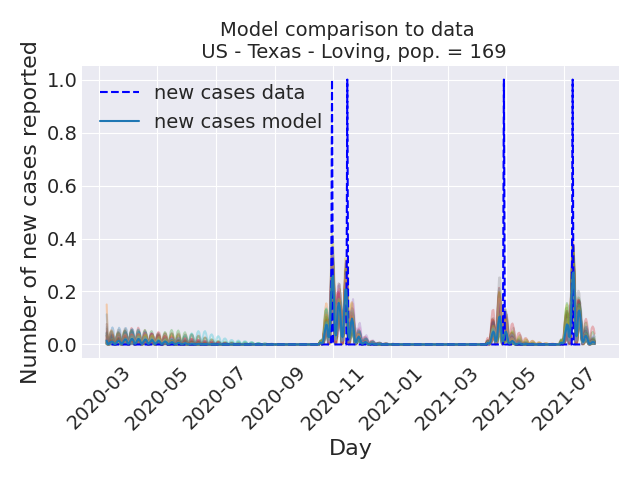 Model comparison to data
US - Texas - Loving, pop. = 169
Number of new cases reported
1.0
0.8
0.6
0.4
0.2
0.0
new cases data
new cases model
2020-03
2020-05
2020-07
2020-09
2020-11
2021-01
2021-03
2021-05
2021-07
Day